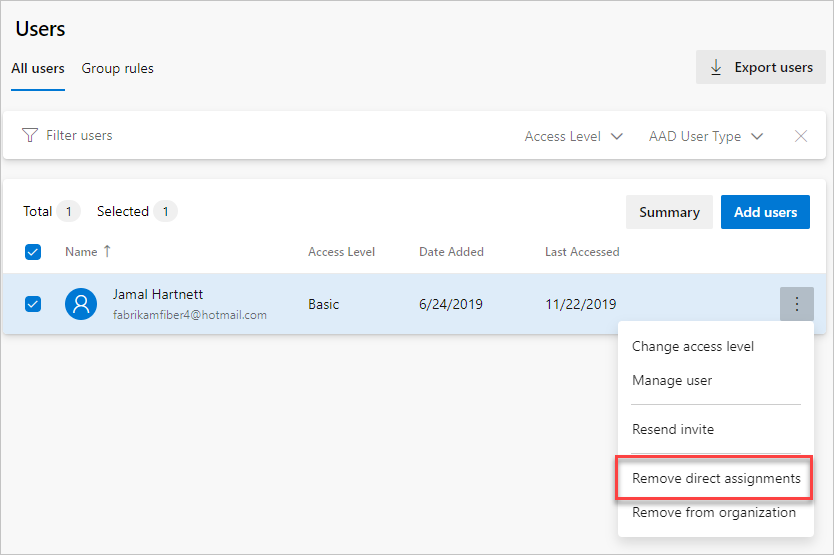 Users
All users Group rules
Export users
Filter users Access Level AAD User Type
Total 1 Selected 1 Summary Add users
Name ↑ Access Level Date Added Last Accessed
Jamal Hartnett
fabrikamfiber4@hotmail.com
Basic 6/24/2019 11/22/2019
Change access level
Manage user
Resend invite
Remove direct assignments
Remove from organization